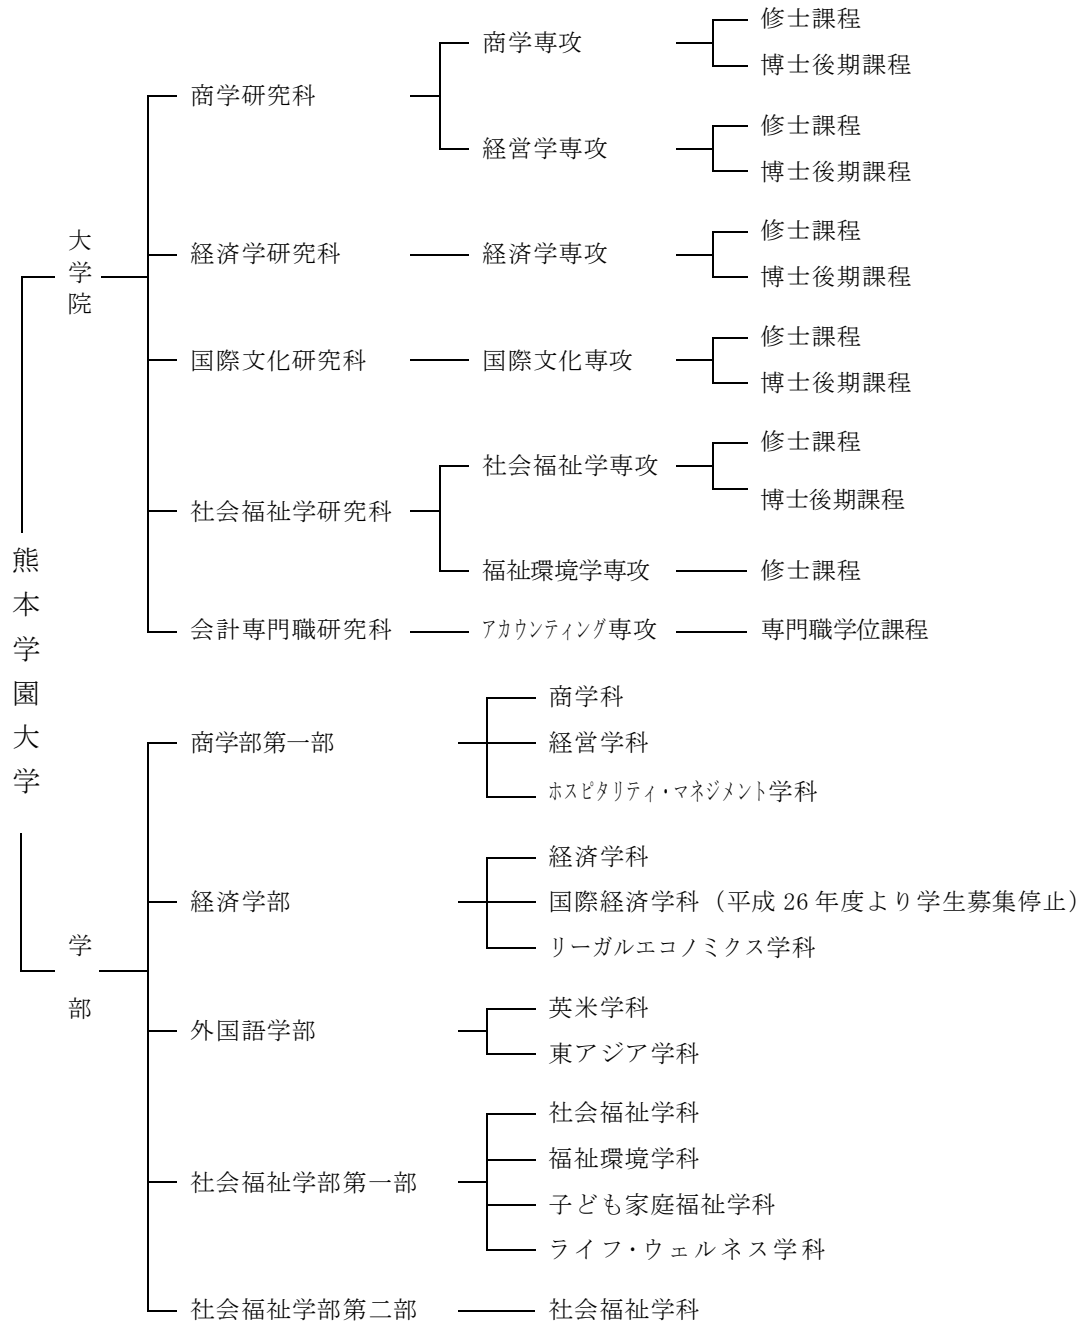 熊本学園大学
大学院
商学研究科
商学専攻
修士課程
博士後期課程
経営学専攻
修士課程
博士後期課程
経済学研究科
経済学専攻
修士課程
博士後期課程
国際文化研究科
国際文化専攻
修士課程
博士後期課程
社会福祉学研究科
社会福祉学専攻
修士課程
博士後期課程
福祉環境学専攻
修士課程
会計専門職研究科
アカウンティング専攻
専門職学位課程
学部
商学部第一部
商学科
経営学科
ホスピタリティ・マネジメント学科
経済学部
経済学科
国際経済学科（平成 26 年度より学生募集停止）
リーガルエコノミクス学科
外国語学部
英米学科
東アジア学科
社会福祉学部第一部
社会福祉学科
福祉環境学科
子ども家庭福祉学科
ライフ・ウェルネス学科
社会福祉学部第二部
社会福祉学科